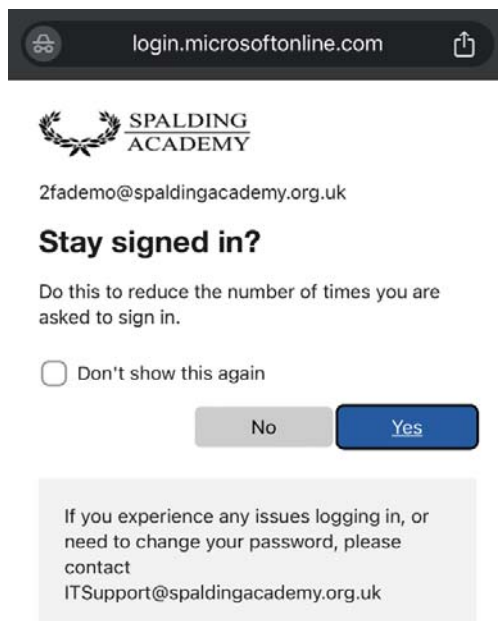 login.microsoftonline.com
SPALDING
ACADEMY
2fademo@spaldingacademy.org.uk
Stay signed in?
Do this to reduce the number of times you are
asked to sign in.
Don't show this again
No
Yes
If you experience any issues logging in, or
need to change your password, please
contact
ITSupport@spaldingacademy.org.uk